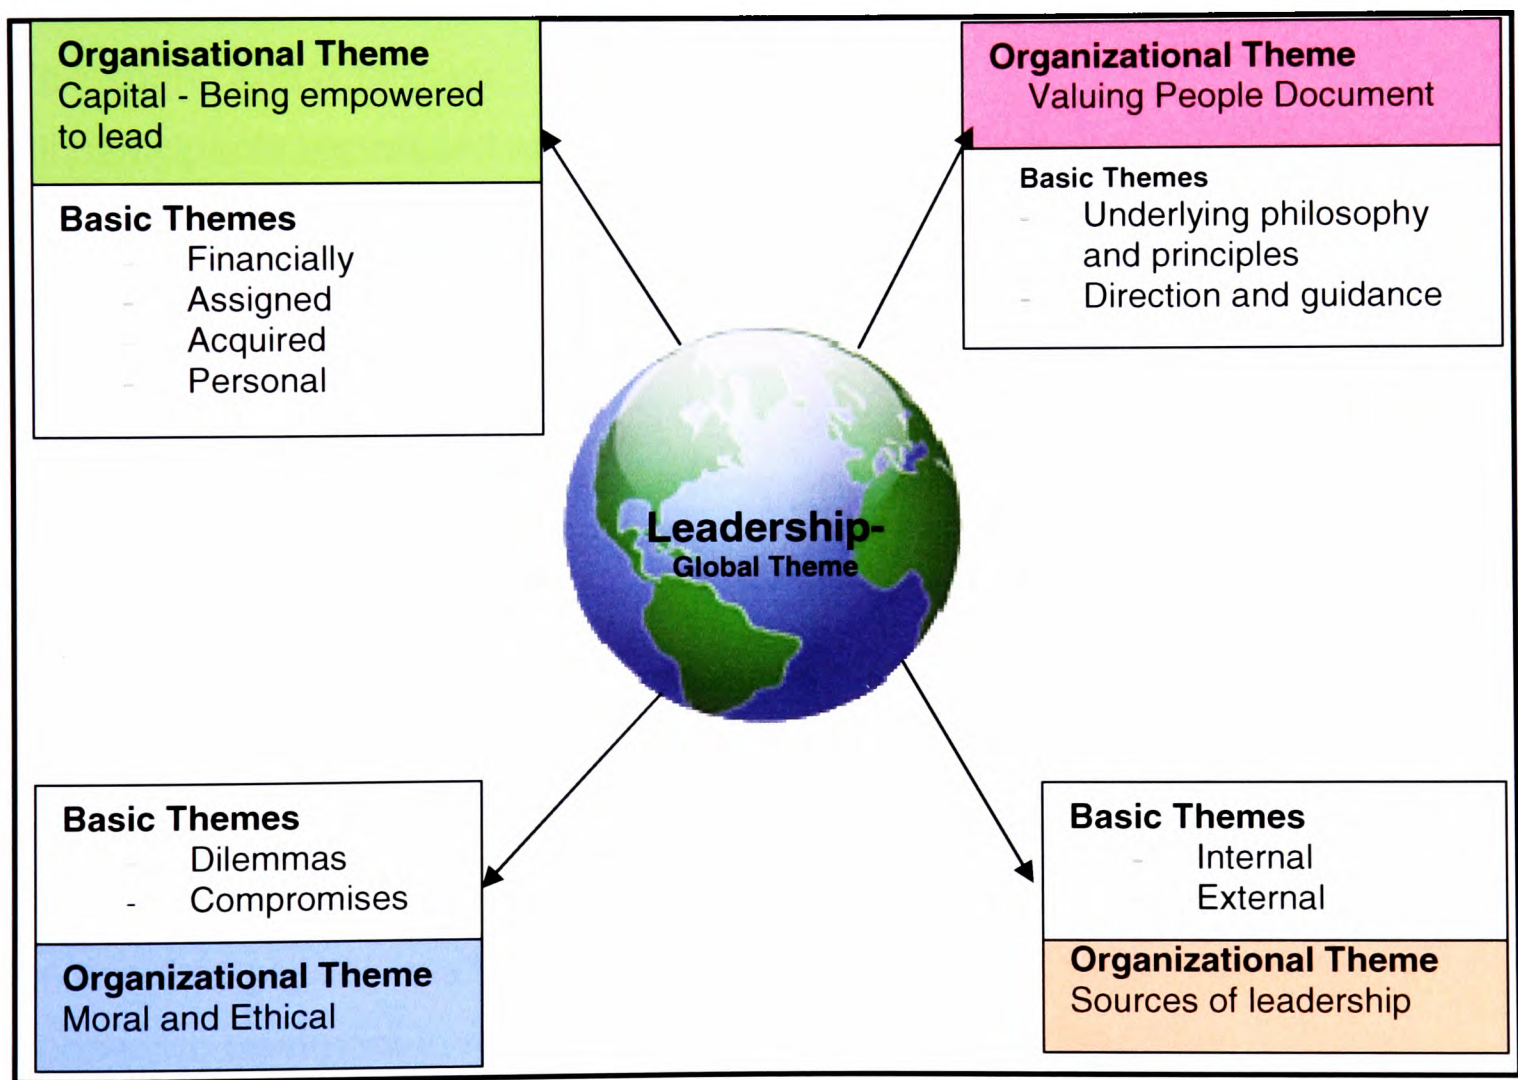 Organisational Theme
Capital - Being empowered
to lead
Basic Themes
- Financially
- Assigned
- Acquired
- Personal
Organizational Theme
Valuing People Document
Basic Themes
- Underlying philosophy
and principles
- Direction and guidance
Leadership-
Global Theme
Basic Themes
- Dilemmas
- Compromises
Organizational Theme
Moral and Ethical
Basic Themes
- Internal
External
Organizational Theme
Sources of leadership